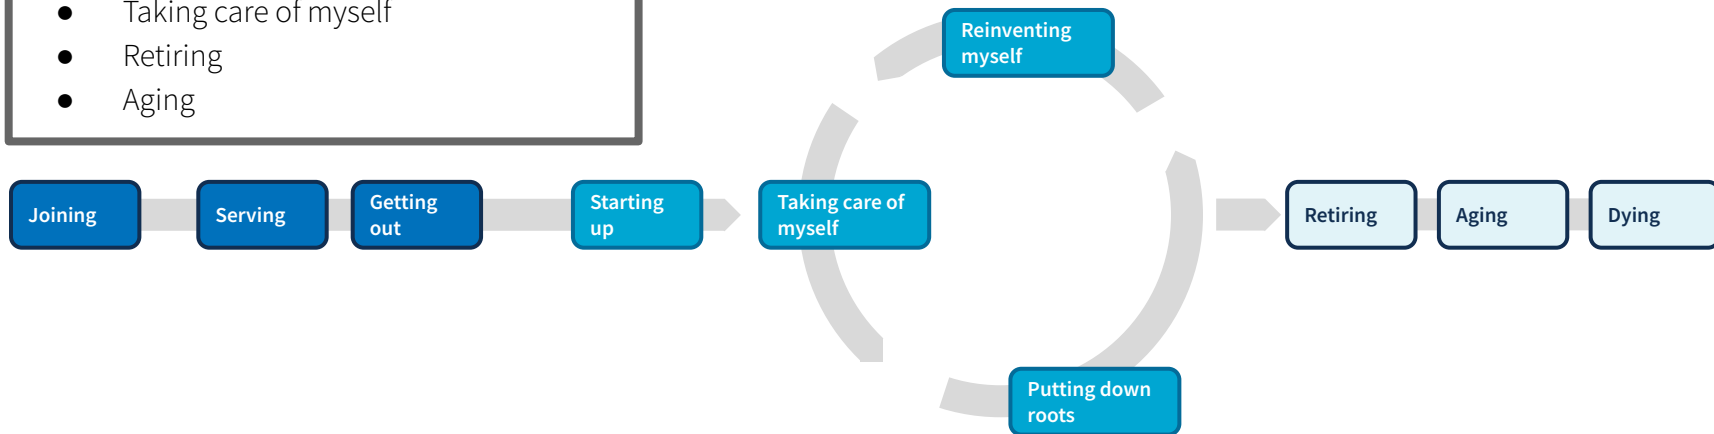 ● Taking care of myself
● Retiring
● Aging
Reinventing
myself
Joining
Serving
Getting
out
Starting
up
Taking care of
myself
Retiring
Aging
Dying
Putting down
roots